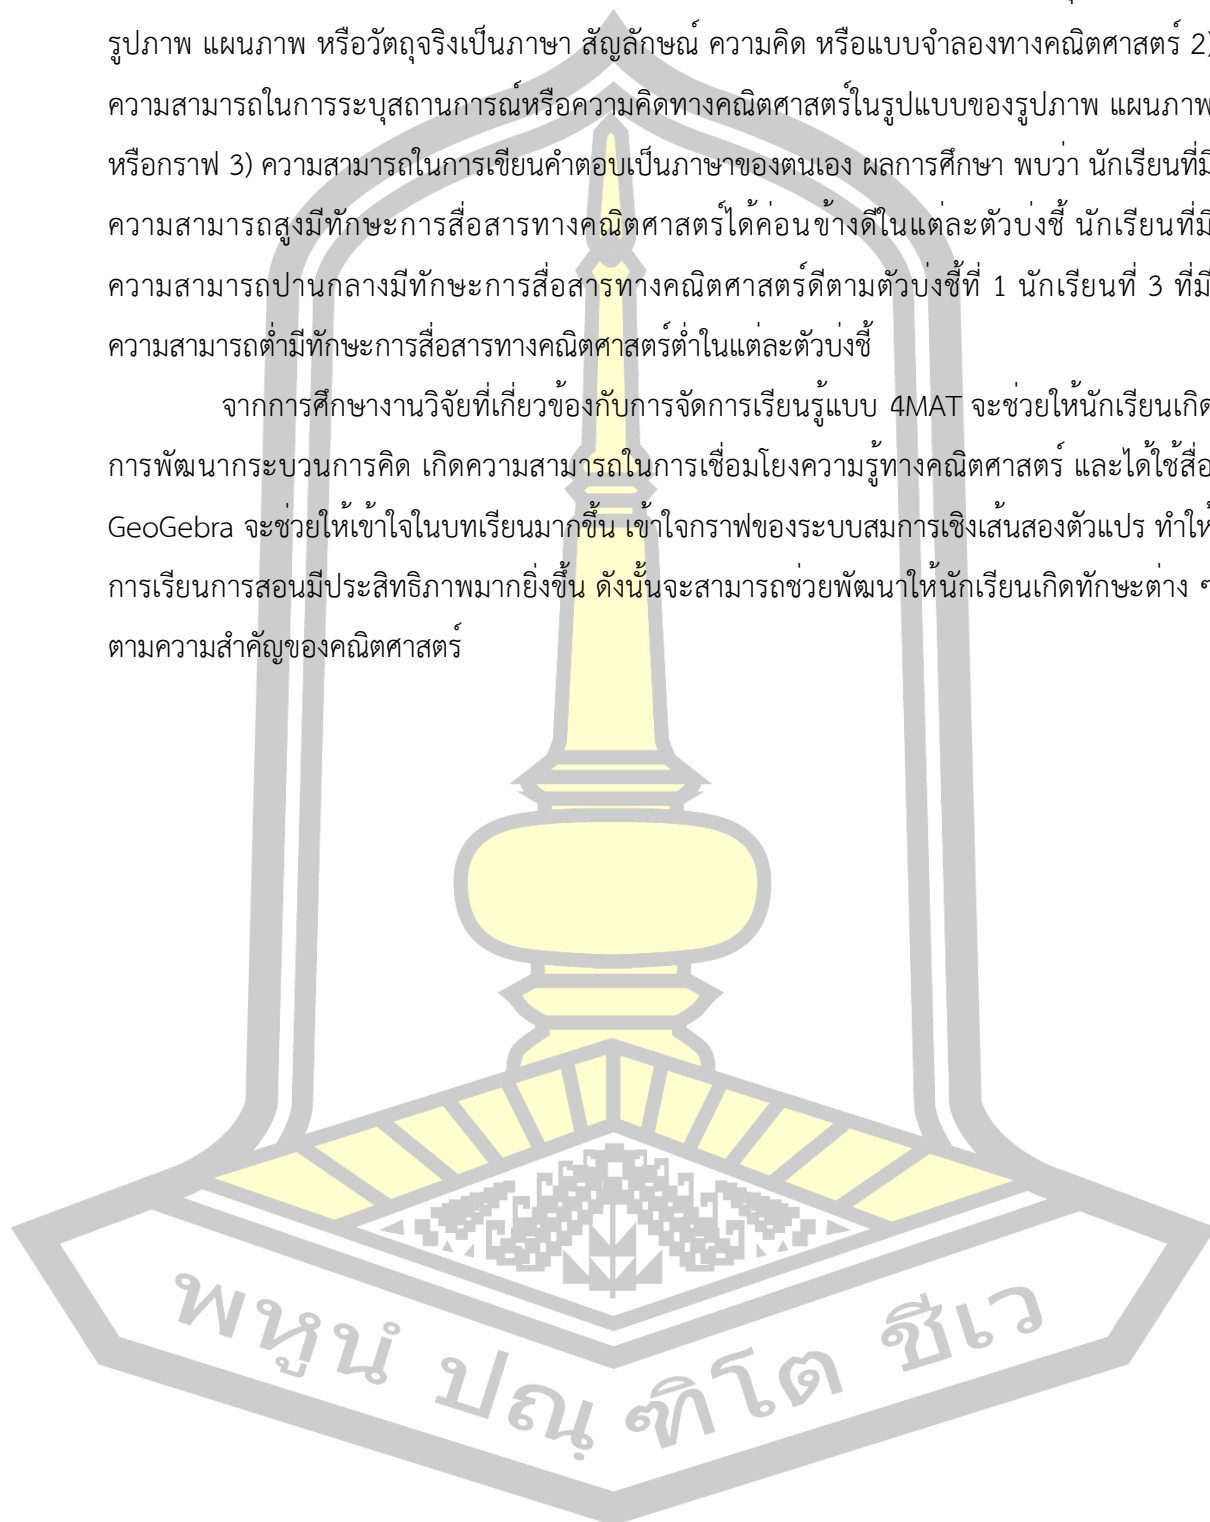 รูปภาพ แผนภาพ หรือวัตถุจริงเป็นภาษา สัญลักษณ์ ความคิด หรือแบบจำลองทางคณิตศาสตร์ 2)
ความสามารถในการระบุสถานการณ์หรือความคิดทางคณิตศาสตร์ในรูปแบบของรูปภาพ แผนภาพ
หรือกราฟ 3) ความสามารถในการเขียนคำตอบเป็นภาษาของตนเอง ผลการศึกษา พบว่า นักเรียนที่มี
ความสามารถสูงมีทักษะการสื่อสารทางคณิตศาสตร์ได้ค่อนข้างดีในแต่ละตัวบ่งชี้ นักเรียนที่มี
ความสามารถปานกลางมีทักษะการสื่อสารทางคณิตศาสตร์ดีตามตัวบ่งชี้ที่ 1 นักเรียนที่ 3 ที่มี
ความสามารถต่ำมีทักษะการสื่อสารทางคณิตศาสตร์ต่ำในแต่ละตัวบ่งชี้
จากการศึกษางานวิจัยที่เกี่ยวข้องกับการจัดการเรียนรู้แบบ 4MAT จะช่วยให้นักเรียนเกิด
การพัฒนากระบวนการคิด เกิดความสามารถในการเชื่อมโยงความรู้ทางคณิตศาสตร์ และได้ใช้สื่อ
GeoGebra จะช่วยให้เข้าใจในบทเรียนมากขึ้น เข้าใจกราฟของระบบสมการเชิงเส้นสองตัวแปร ทำให้
การเรียนการสอนมีประสิทธิภาพมากยิ่งขึ้น ดังนั้นจะสามารถช่วยพัฒนาให้นักเรียนเกิดทักษะต่าง ๆ
ตามความสำคัญของคณิตศาสตร์
พหูนํ ปณฺฑิโต ชีเว